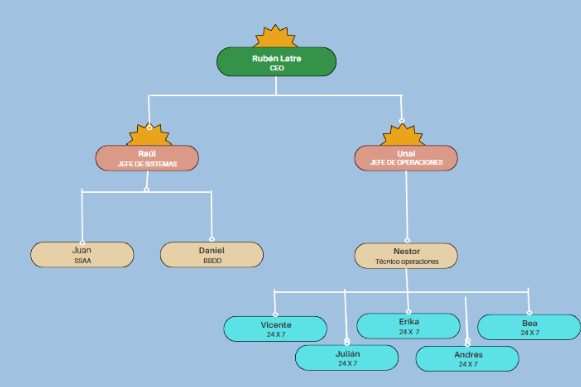 Rubén Latre
CEO
Raúl
JEFE DE SISTEMAS
Unai
JEFE DE OPERACIONES
Juan
SSAA
Daniel
BBDD
Nestor
Técnico operaciones
Vicente
24 X 7
Julián
24 X 7
Erika
24 X 7
Andrés
24 X 7
Bea
24 X 7